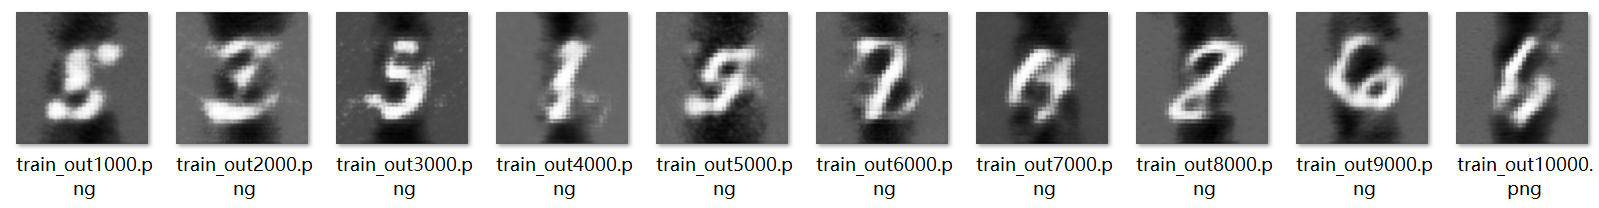 train_out1000.p
ng
train_out2000.p
ng
train_out3000.p
ng
train_out4000.p
ng
train_out5000.p
ng
train_out6000.p
ng
train_out7000.p
ng
train_out8000.p
ng
train_out9000.p
ng
train_out10000.
png